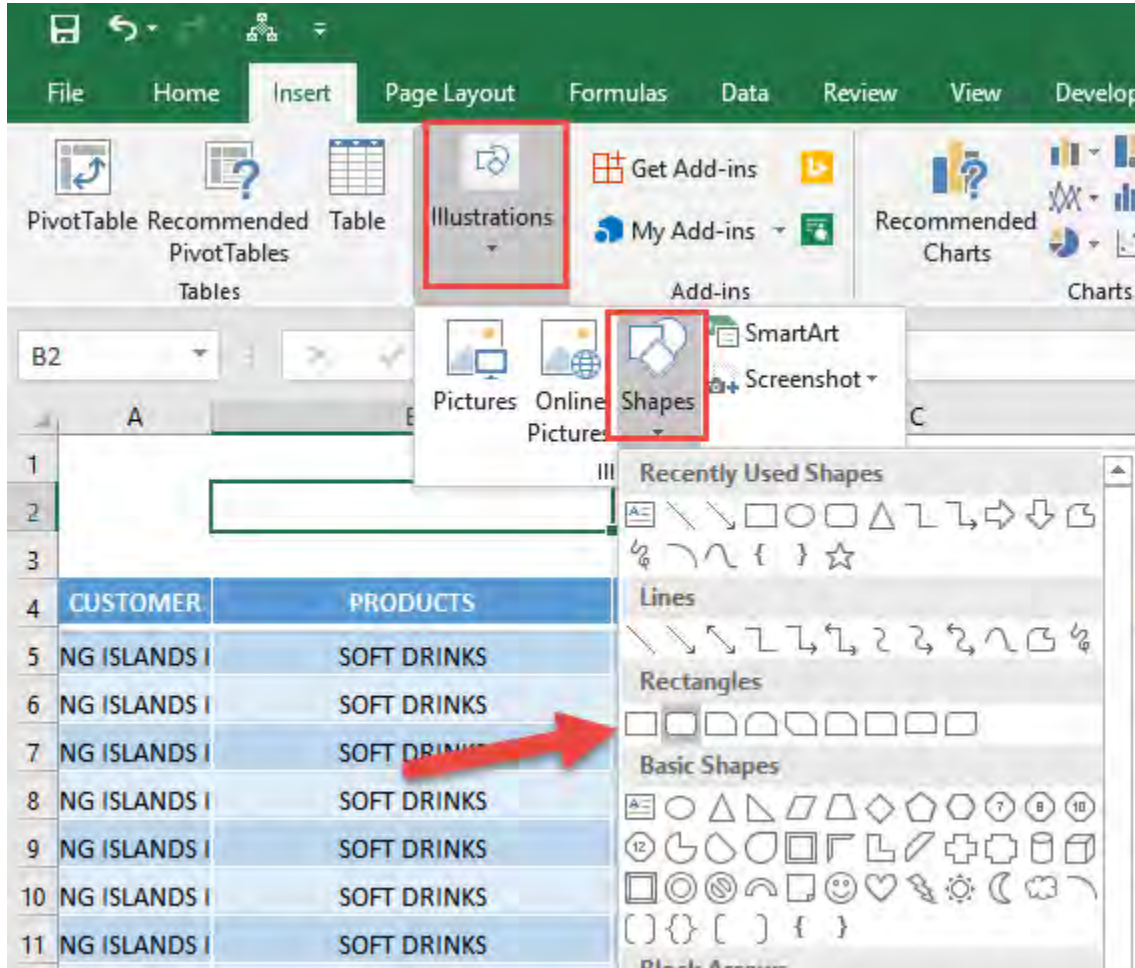 File Home Insert Page Layout Formulas Data Review View Develop
Illustrations
Get Add-ins
My Add-ins
PivotTable Recommended PivotTables Table
Recommended Charts
Tables
Add-ins
Charts
B2
Pictures
Online Pictures
Shapes
SmartArt
Screenshot
A
C
1
Recently Used Shapes
2
3
Lines
4 CUSTOMER PRODUCTS
5 NG ISLANDS I SOFT DRINKS
Rectangles
6 NG ISLANDS I SOFT DRINKS
7 NG ISLANDS I SOFT DRINKS
Basic Shapes
8 NG ISLANDS I SOFT DRINKS
9 NG ISLANDS I SOFT DRINKS
10 NG ISLANDS I SOFT DRINKS
11 NG ISLANDS I SOFT DRINKS